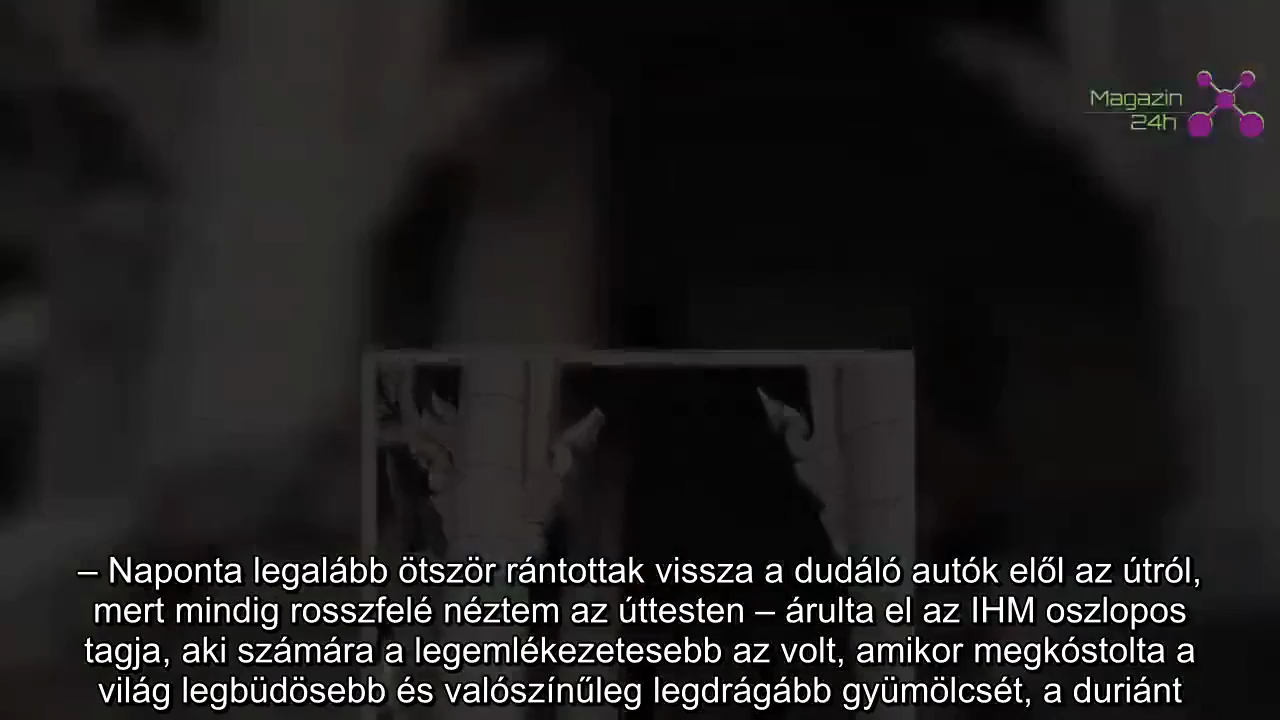 Magazin
24h
– Naponta legalább ötször rántottak vissza a dudáló autók elől az útról,
mert mindig rosszfelé néztem az úttesten – árulta el az IHM oszlopos
tagja, aki számára a legemlékezetesebb az volt, amikor megkóstolta a
világ legbüdösebb és valószínűleg legdrágább gyümölcsét, a duriánt